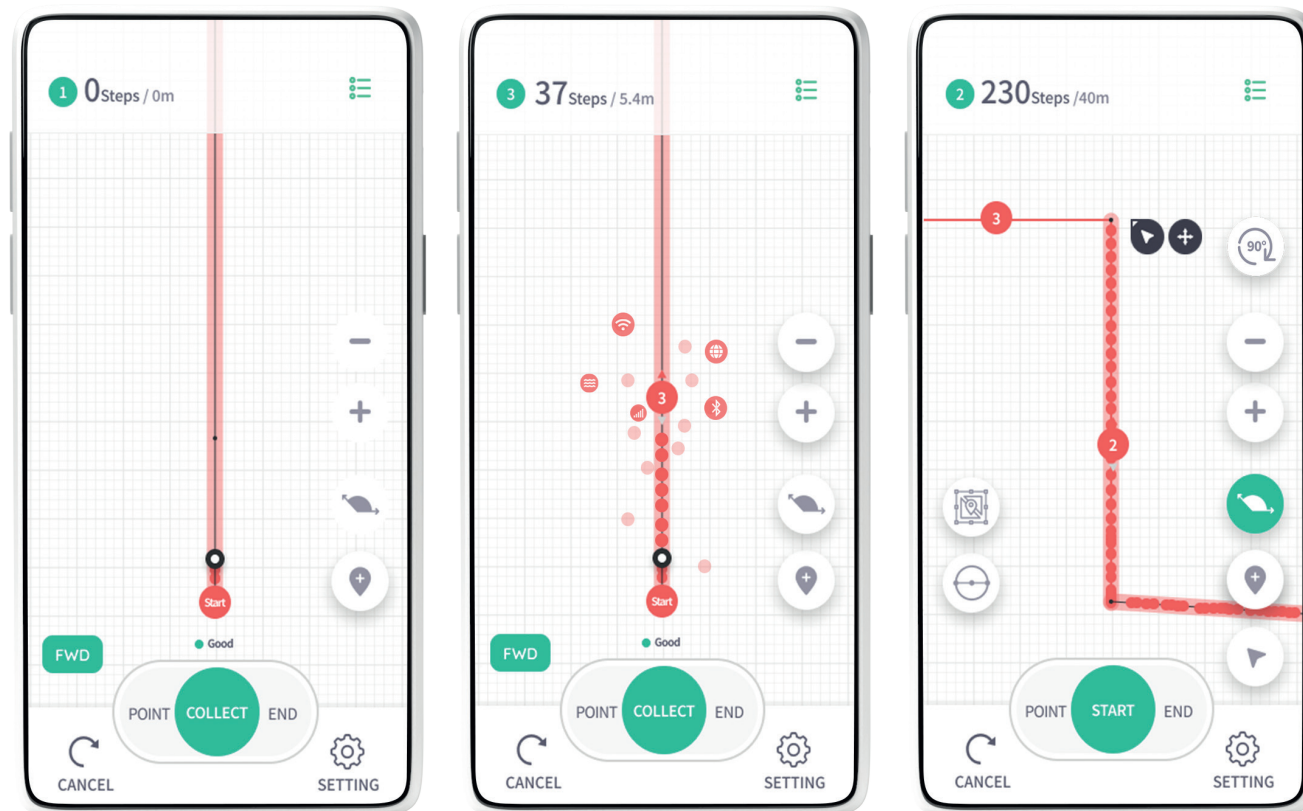 1 0Steps / 0m
Start
Good
FWD
POINT COLLECT END
CANCEL
SETTING
3 37Steps / 5.4m
3
Start
Good
FWD
POINT COLLECT END
CANCEL
SETTING
2 230Steps /40m
3
90°
2
POINT START END
CANCEL
SETTING